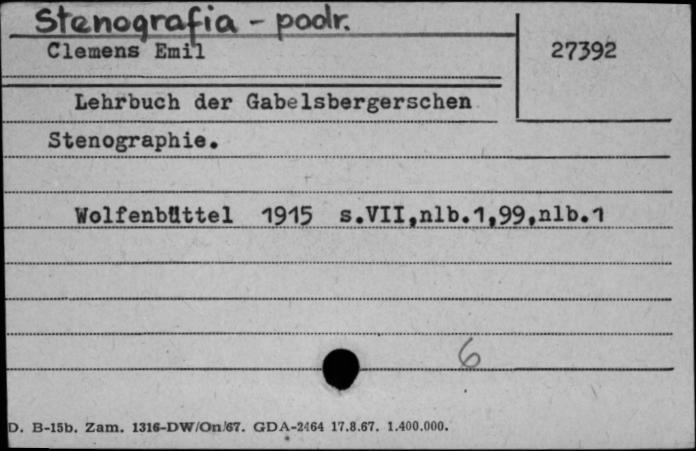 Stenografia - podr.
Clemens Emil
27392
Lehrbuch der Gabelsbergerschen
Stenographie.
Wolfenbüttel 1915 s.VII,nlb.1,99,nlb.1
6
D. B-15b. Zam. 1316-DW/On/67. GDA-2464 17.8.67. 1.400.000.